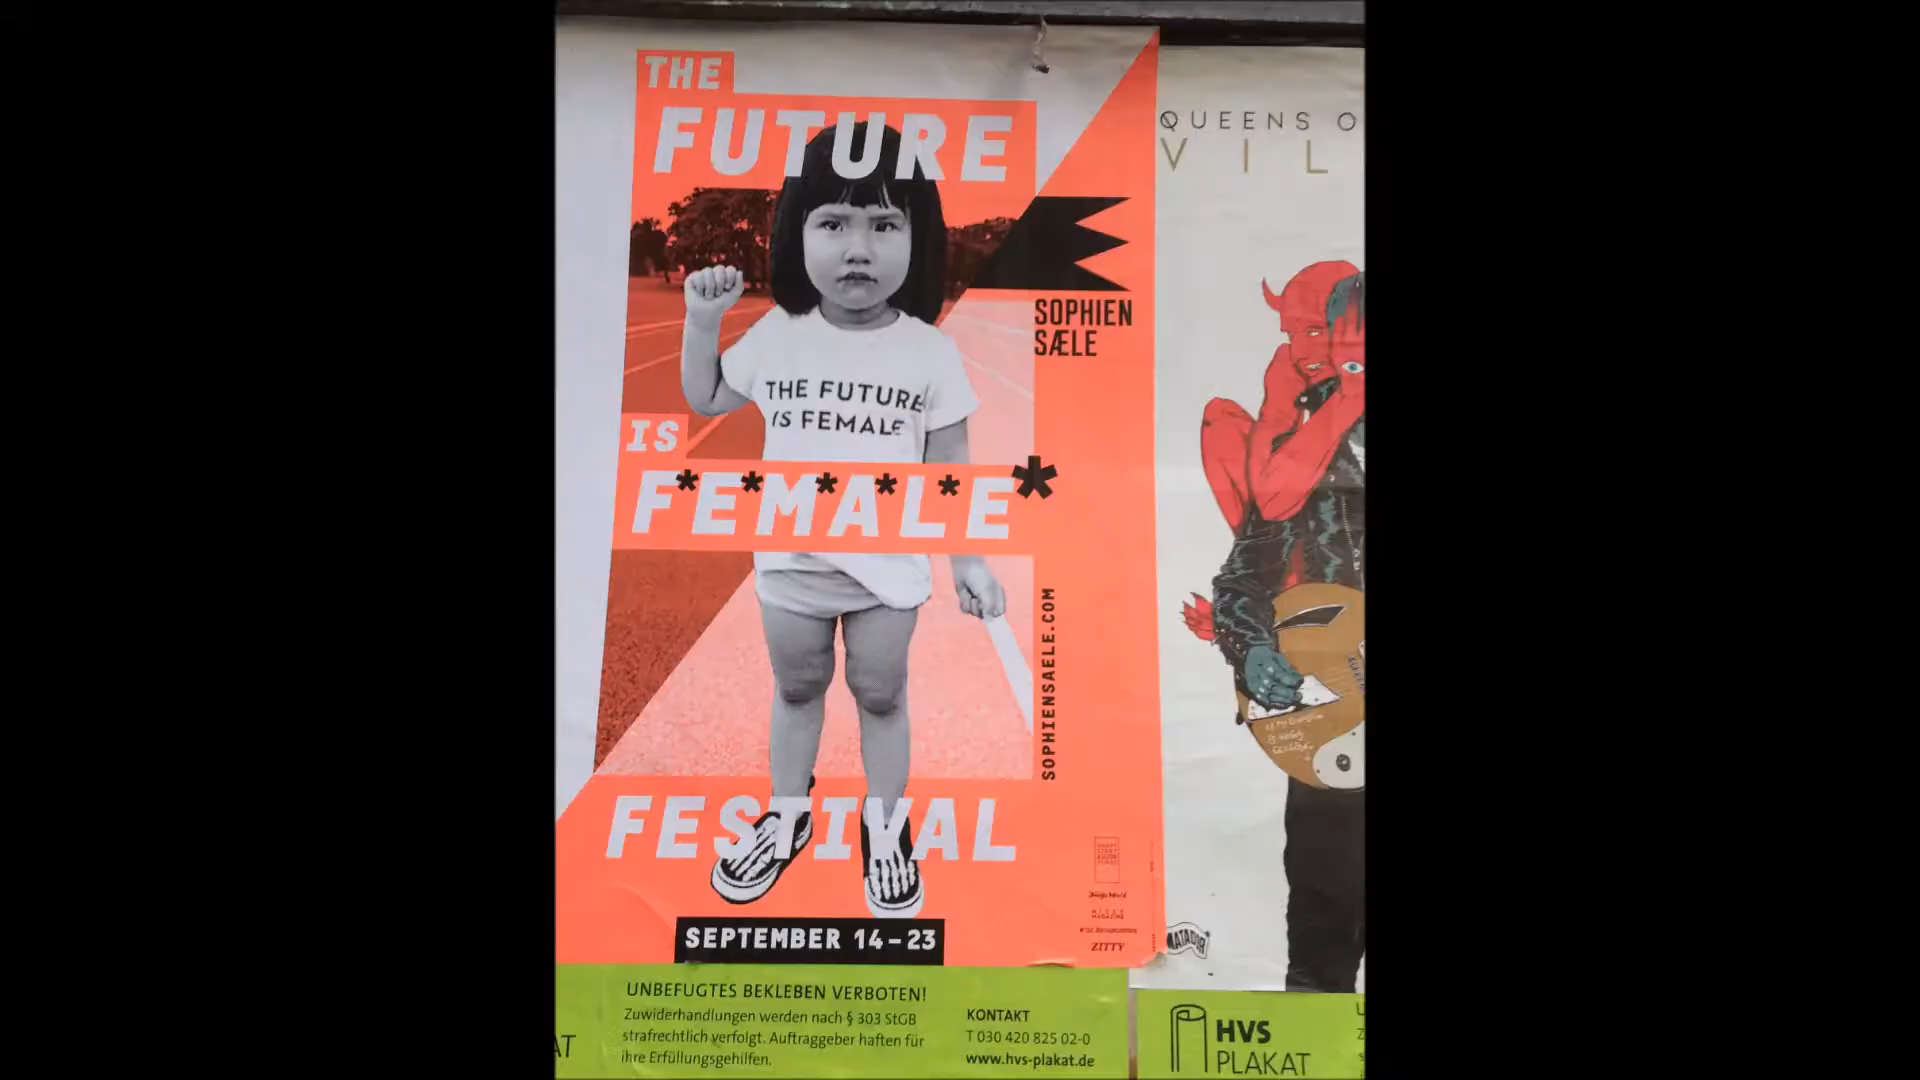 THE
FUTURE
SOPHIEN
SÆLE
THE FUTURE
IS FEMALE
IS
F*E*M*A*L*E*
SOPHIENSAELE.COM
FESTIVAL
ZITTY
SEPTEMBER 14–23
UNBEFUGTES BEKLEBEN VERBOTEN!
Zuwiderhandlungen werden nach § 303 StGB
strafrechtlich verfolgt. Auftraggeber haften für
ihre Erfüllungsgehilfen.
KONTAKT
T 030 420 825 02-0
www.hvs-plakat.de
QUEENS O
VIL
MATADOR
HVS
PLAKAT